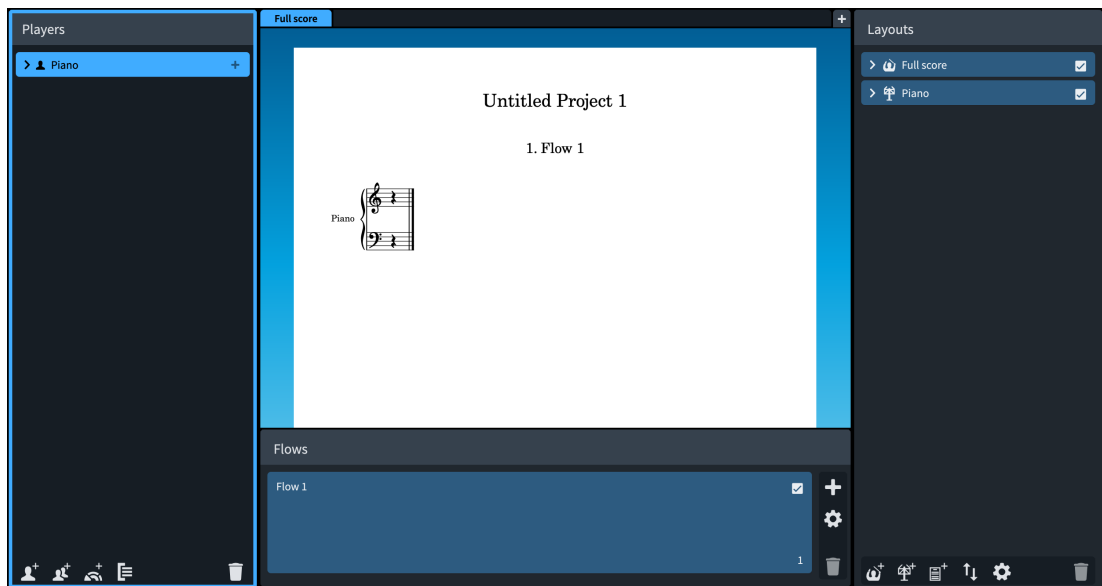 Players
Piano
Full score
Untitled Project 1
1. Flow 1
Piano
Flows
Flow 1
1
Layouts
Full score
Piano